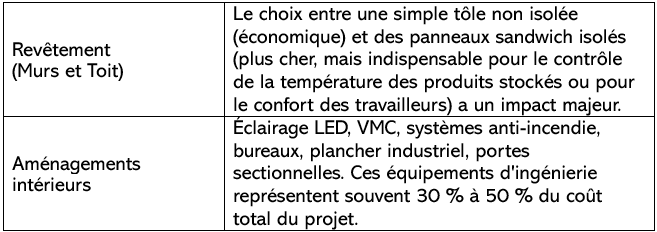 Revêtement
(Murs et Toit)
Le choix entre une simple tôle non isolée
(économique) et des panneaux sandwich isolés
(plus cher, mais indispensable pour le contrôle
de la température des produits stockés ou pour
le confort des travailleurs) a un impact majeur.
Aménagements
intérieurs
Éclairage LED, VMC, systèmes anti-incendie,
bureaux, plancher industriel, portes
sectionnelles. Ces équipements d'ingénierie
représentent souvent 30 % à 50 % du coût
total du projet.